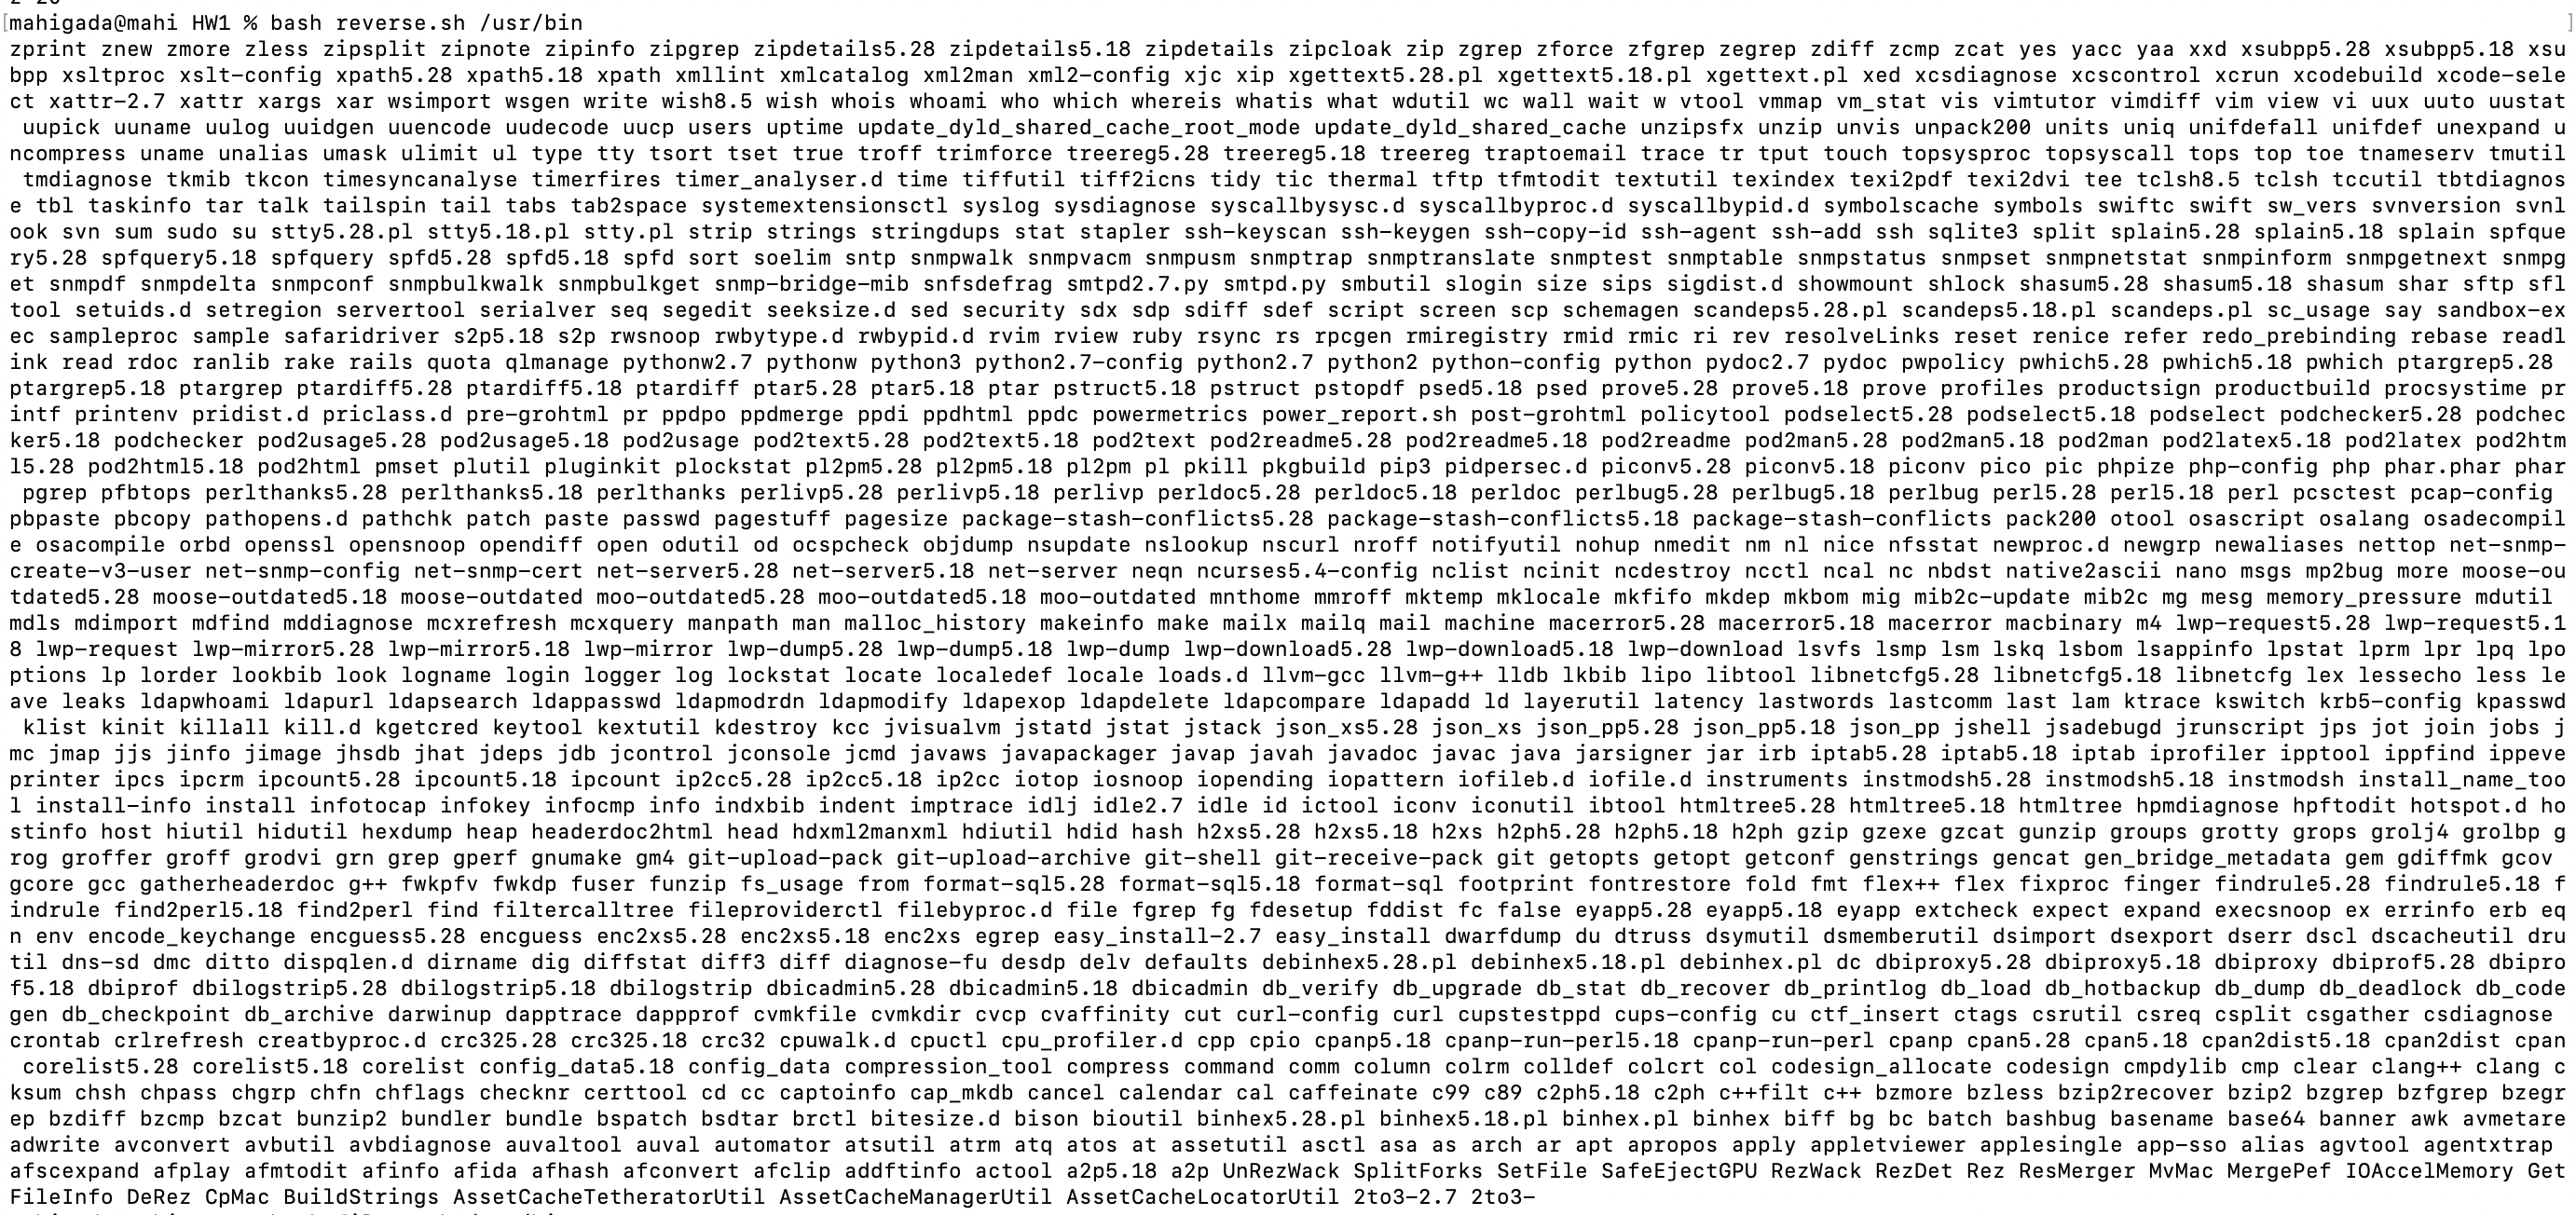 [mahigada@mahi HW1 % bash reverse.sh /usr/bin ]
zprint znew zmore zless zipsplit zipnote zipinfo zipgrep zipdetails5.28 zipdetails5.18 zipdetails zipcloak zip zgrep zforce zfgrep zegrep zdiff zcmp zcat yes yacc yaa xxd xsubpp5.28 xsubpp5.18 xsu
bpp xsltproc xslt-config xpath5.28 xpath5.18 xpath xmllint xmlcatalog xml2man xml2-config xjc xip xgettext5.28.pl xgettext5.18.pl xgettext.pl xed xcsdiagnose xcscontrol xcrun xcodebuild xcode-sele
ct xattr-2.7 xattr xargs xar wsimport wsgen write wish8.5 wish whois whoami who which whereis whatis what wdutil wc wall wait w vtool vmmap vm_stat vis vimtutor vimdiff vim view vi uux uuto uustat
 uupick uuname uulog uuidgen uuencode uudecode uucp users uptime update_dyld_shared_cache_root_mode update_dyld_shared_cache unzipsfx unzip unvis unpack200 units uniq unifdefall unifdef unexpand u
ncompress uname unalias umask ulimit ul type tty tsort tset true troff trimforce treereg5.28 treereg5.18 treereg traptoemail trace tr tput touch topsysproc topsyscall tops top toe tnameserv tmutil
 tmdiagnose tkmib tkcon timesyncanalyse timerfires timer_analyser.d time tiffutil tiff2icns tidy tic thermal tftp tfmtodit textutil texindex texi2pdf texi2dvi tee tclsh8.5 tclsh tccutil tbtdiagnos
e tbl taskinfo tar talk tailspin tail tabs tab2space systemextensionsctl syslog sysdiagnose syscallbysysc.d syscallbyproc.d syscallbypid.d symbolscache symbols swiftc swift sw_vers svnversion svnl
ook svn sum sudo su stty5.28.pl stty5.18.pl stty.pl strip strings stringdups stat stapler ssh-keyscan ssh-keygen ssh-copy-id ssh-agent ssh-add ssh sqlite3 split splain5.28 splain5.18 splain spfque
ry5.28 spfquery5.18 spfquery spfd5.28 spfd5.18 spfd sort soelim sntp snmpwalk snmpvacm snmpusm snmptrap snmptranslate snmptest snmptable snmpstatus snmpset snmpnetstat snmpinform snmpgetnext snmpg
et snmpdf snmpdelta snmpconf snmpbulkwalk snmpbulkget snmp-bridge-mib snfsdefrag smtpd2.7.py smtpd.py smbutil slogin size sips sigdist.d showmount shlock shasum5.28 shasum5.18 shasum shar sftp sfl
tool setuids.d setregion servertool serialver seq segedit seeksize.d sed security sdx sdp sdiff sdef script screen scp schemagen scandeps5.28.pl scandeps5.18.pl scandeps.pl sc_usage say sandbox-ex
ec sampleproc sample safaridriver s2p5.18 s2p rwsnoop rwbytype.d rwbypid.d rvim rview ruby rsync rs rpcgen rmiregistry rmid rmic ri rev resolveLinks reset renice refer redo_prebinding rebase readl
ink read rdoc ranlib rake rails quota qlmanage pythonw2.7 pythonw python3 python2.7-config python2.7 python2 python-config python pydoc2.7 pydoc pwpolicy pwhich5.28 pwhich5.18 pwhich ptargrep5.28
ptargrep5.18 ptargrep ptardiff5.28 ptardiff5.18 ptardiff ptar5.28 ptar5.18 ptar pstruct5.18 pstruct pstopdf psed5.18 psed prove5.28 prove5.18 prove profiles productsign productbuild procsystime pr
intf printenv pridist.d priclass.d pre-grohtml pr ppdpo ppdmerge ppdi ppdhtml ppdc powermetrics power_report.sh post-grohtml policytool podselect5.28 podselect5.18 podselect podchecker5.28 podchec
ker5.18 podchecker pod2usage5.28 pod2usage5.18 pod2usage pod2text5.28 pod2text5.18 pod2text pod2readme5.28 pod2readme5.18 pod2readme pod2man5.28 pod2man5.18 pod2man pod2latex5.18 pod2latex pod2htm
l5.28 pod2html5.18 pod2html pmset plutil pluginkit plockstat pl2pm5.28 pl2pm5.18 pl2pm pl pkill pkgbuild pip3 pidpersec.d piconv5.28 piconv5.18 piconv pico pic phpize php-config php phar.phar phar
 pgrep pfbtops perlthanks5.28 perlthanks5.18 perlthanks perlivp5.28 perlivp5.18 perlivp perldoc5.28 perldoc5.18 perldoc perlbug5.28 perlbug5.18 perlbug perl5.28 perl5.18 perl pcsctest pcap-config
pbpaste pbcopy pathopens.d pathchk patch paste passwd pagestuff pagesize package-stash-conflicts5.28 package-stash-conflicts5.18 package-stash-conflicts pack200 otool osascript osalang osadecompil
e osacompile orbd openssl opensnoop opendiff open odutil od ocspcheck objdump nsupdate nslookup nscurl nroff notifyutil nohup nmedit nm nl nice nfsstat newproc.d newgrp newaliases nettop net-snmp-
create-v3-user net-snmp-config net-snmp-cert net-server5.28 net-server5.18 net-server neqn ncurses5.4-config nclist ncinit ncdestroy ncctl ncal nc nbdst native2ascii nano msgs mp2bug more moose-ou
tdated5.28 moose-outdated5.18 moose-outdated moo-outdated5.28 moo-outdated5.18 moo-outdated mnthome mmroff mktemp mklocale mkfifo mkdep mkbom mig mib2c-update mib2c mg mesg memory_pressure mdutil
mdls mdimport mdfind mddiagnose mcxrefresh mcxquery manpath man malloc_history makeinfo make mailx mailq mail machine macerror5.28 macerror5.18 macerror macbinary m4 lwp-request5.28 lwp-request5.1
8 lwp-request lwp-mirror5.28 lwp-mirror5.18 lwp-mirror lwp-dump5.28 lwp-dump5.18 lwp-dump lwp-download5.28 lwp-download5.18 lwp-download lsvfs lsmp lsm lskq lsbom lsappinfo lpstat lprm lpr lpq lpo
ptions lp lorder lookbib look logname login logger log lockstat locate localedef locale loads.d llvm-gcc llvm-g++ lldb lkbib lipo libtool libnetcfg5.28 libnetcfg5.18 libnetcfg lex lessecho less le
ave leaks ldapwhoami ldapurl ldapsearch ldappasswd ldapmodrdn ldapmodify ldapexop ldapdelete ldapcompare ldapadd ld layerutil latency lastwords lastcomm last lam ktrace kswitch krb5-config kpasswd
 klist kinit killall kill.d kgetcred keytool kextutil kdestroy kcc jvisualvm jstatd jstat jstack json_xs5.28 json_xs json_pp5.28 json_pp5.18 json_pp jshell jsadebugd jrunscript jps jot join jobs j
mc jmap jjs jinfo jimage jhsdb jhat jdeps jdb jcontrol jconsole jcmd javaws javapackager javap javah javadoc javac java jarsigner jar irb iptab5.28 iptab5.18 iptab iprofiler ipptool ippfind ippeve
printer ipcs ipcrm ipcount5.28 ipcount5.18 ipcount ip2cc5.28 ip2cc5.18 ip2cc iotop iosnoop iopending iopattern iofileb.d iofile.d instruments instmodsh5.28 instmodsh5.18 instmodsh install_name_too
l install-info install infotocap infokey infocmp info indxbib indent imptrace idlj idle2.7 idle id ictool iconv iconutil ibtool htmltree5.28 htmltree5.18 htmltree hpmdiagnose hpftodit hotspot.d ho
stinfo host hiutil hidutil hexdump heap headerdoc2html head hdxml2manxml hdiutil hdid hash h2xs5.28 h2xs5.18 h2xs h2ph5.28 h2ph5.18 h2ph gzip gzexe gzcat gunzip groups grotty grops grolj4 grolbp g
rog groffer groff grodvi grn grep gperf gnumake gm4 git-upload-pack git-upload-archive git-shell git-receive-pack git getopts getopt getconf genstrings gencat gen_bridge_metadata gem gdiffmk gcov
gcore gcc gatherheaderdoc g++ fwkpfv fwkdp fuser funzip fs_usage from format-sql5.28 format-sql5.18 format-sql footprint fontrestore fold fmt flex++ flex fixproc finger findrule5.28 findrule5.18 f
indrule find2perl5.18 find2perl find filtercalltree fileproviderctl filebyproc.d file fgrep fg fdesetup fddist fc false eyapp5.28 eyapp5.18 eyapp extcheck expect expand execsnoop ex errinfo erb eq
n env encode_keychange encguess5.28 encguess enc2xs5.28 enc2xs5.18 enc2xs egrep easy_install-2.7 easy_install dwarfdump du dtruss dsymutil dsmemberutil dsimport dsexport dserr dscl dscacheutil dru
til dns-sd dmc ditto dispqlen.d dirname dig diffstat diff3 diff diagnose-fu desdp delv defaults debinhex5.28.pl debinhex5.18.pl debinhex.pl dc dbiproxy5.28 dbiproxy5.18 dbiproxy dbiprof5.28 dbipro
f5.18 dbiprof dbilogstrip5.28 dbilogstrip5.18 dbilogstrip dbicadmin5.28 dbicadmin5.18 dbicadmin db_verify db_upgrade db_stat db_recover db_printlog db_load db_hotbackup db_dump db_deadlock db_code
gen db_checkpoint db_archive darwinup dapptrace dappprof cvmkfile cvmkdir cvcp cvaffinity cut curl-config curl cupstestppd cups-config cu ctf_insert ctags csrutil csreq csplit csgather csdiagnose
crontab crlrefresh creatbyproc.d crc325.28 crc325.18 crc32 cpuwalk.d cpuctl cpu_profiler.d cpp cpio cpanp5.18 cpanp-run-perl5.18 cpanp-run-perl cpanp cpan5.28 cpan5.18 cpan2dist5.18 cpan2dist cpan
 corelist5.28 corelist5.18 corelist config_data5.18 config_data compression_tool compress command comm column colrm colldef colcrt col codesign_allocate codesign cmpdylib cmp clear clang++ clang c
ksum chsh chpass chgrp chfn chflags checknr certtool cd cc captoinfo cap_mkdb cancel calendar cal caffeinate c99 c89 c2ph5.18 c2ph c++filt c++ bzmore bzless bzip2recover bzip2 bzgrep bzfgrep bzegr
ep bzdiff bzcmp bzcat bunzip2 bundler bundle bspatch bsdtar brctl bitesize.d bison bioutil binhex5.28.pl binhex5.18.pl binhex.pl binhex biff bg bc batch bashbug basename base64 banner awk avmetare
adwrite avconvert avbutil avbdiagnose auvaltool auval automator atsutil atrm atq atos at assetutil asctl asa as arch ar apt apropos apply appletviewer applesingle app-sso alias agvtool agentxtrap
afscexpand afplay afmtodit afinfo afida afhash afconvert afclip addftinfo actool a2p5.18 a2p UnRezWack SplitForks SetFile SafeEjectGPU RezWack RezDet Rez ResMerger MvMac MergePef IOAccelMemory Get
FileInfo DeRez CpMac BuildStrings AssetCacheTetheratorUtil AssetCacheManagerUtil AssetCacheLocatorUtil 2to3-2.7 2to3-